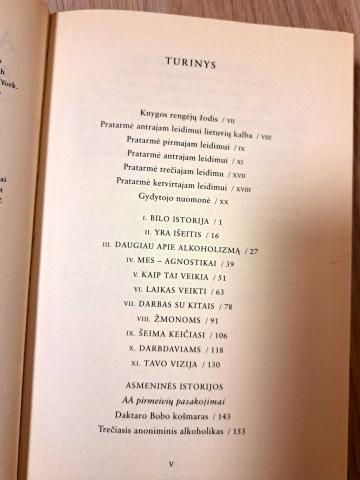 h
York.
ai
st
t
TURINYS
Knygos rengėjų žodis / VII
Pratarmė antrajam leidimui lietuvių kalba / VIII
Pratarmė pirmajam leidimui / IX
Pratarmė antrajam leidimui / XI
Pratarmė trečiajam leidimu / XVII
Pratarmė ketvirtajam leidimui / XVIII
Gydytojo nuomonė / XX
I. BILO ISTORIJA / 1
II. YRA IŠEITIS / 16
III. DAUGIAU APIE ALKOHOLIZMĄ / 27
IV. MES – AGNOSTIKAI / 39
V. KAIP TAI VEIKIA / 51
VI. LAIKAS VEIKTI / 63
VII. DARBAS SU KITAIS / 78
VIII. ŽMONOMS / 91
IX. ŠEIMA KEIČIASI / 106
X. DARBDAVIAMS / 118
XI. TAVO VIZIJA / 130
ASMENINĖS ISTORIJOS
AA pirmeivių pasakojimai
Daktaro Bobo košmaras / 143
Trečiasis anoniminis alkoholikas / 153
V